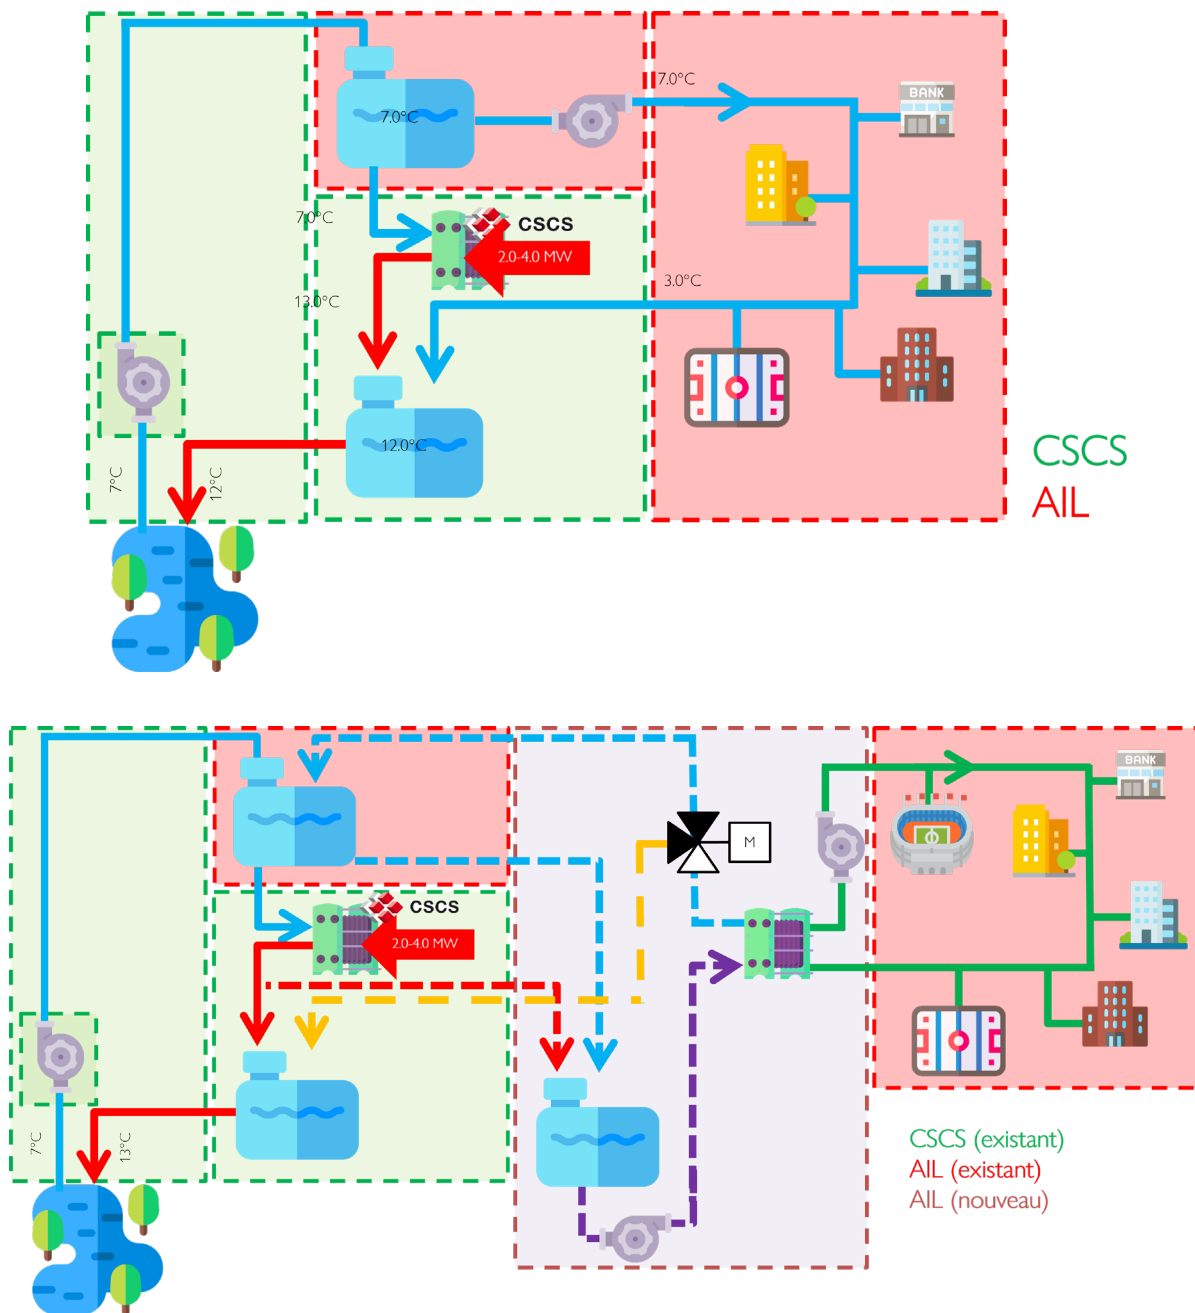 7.0°C
BANK
7.0°C
7.0°C
CSCS
2.0-4.0 MW
3.0°C
13.0°C
12.0°C
CSCS
7°C
12°C
AIL
BANK
M
CSCS
2.0-4.0 MW
7°C
13°C
CSCS (existant)
AIL (existant)
AIL (nouveau)